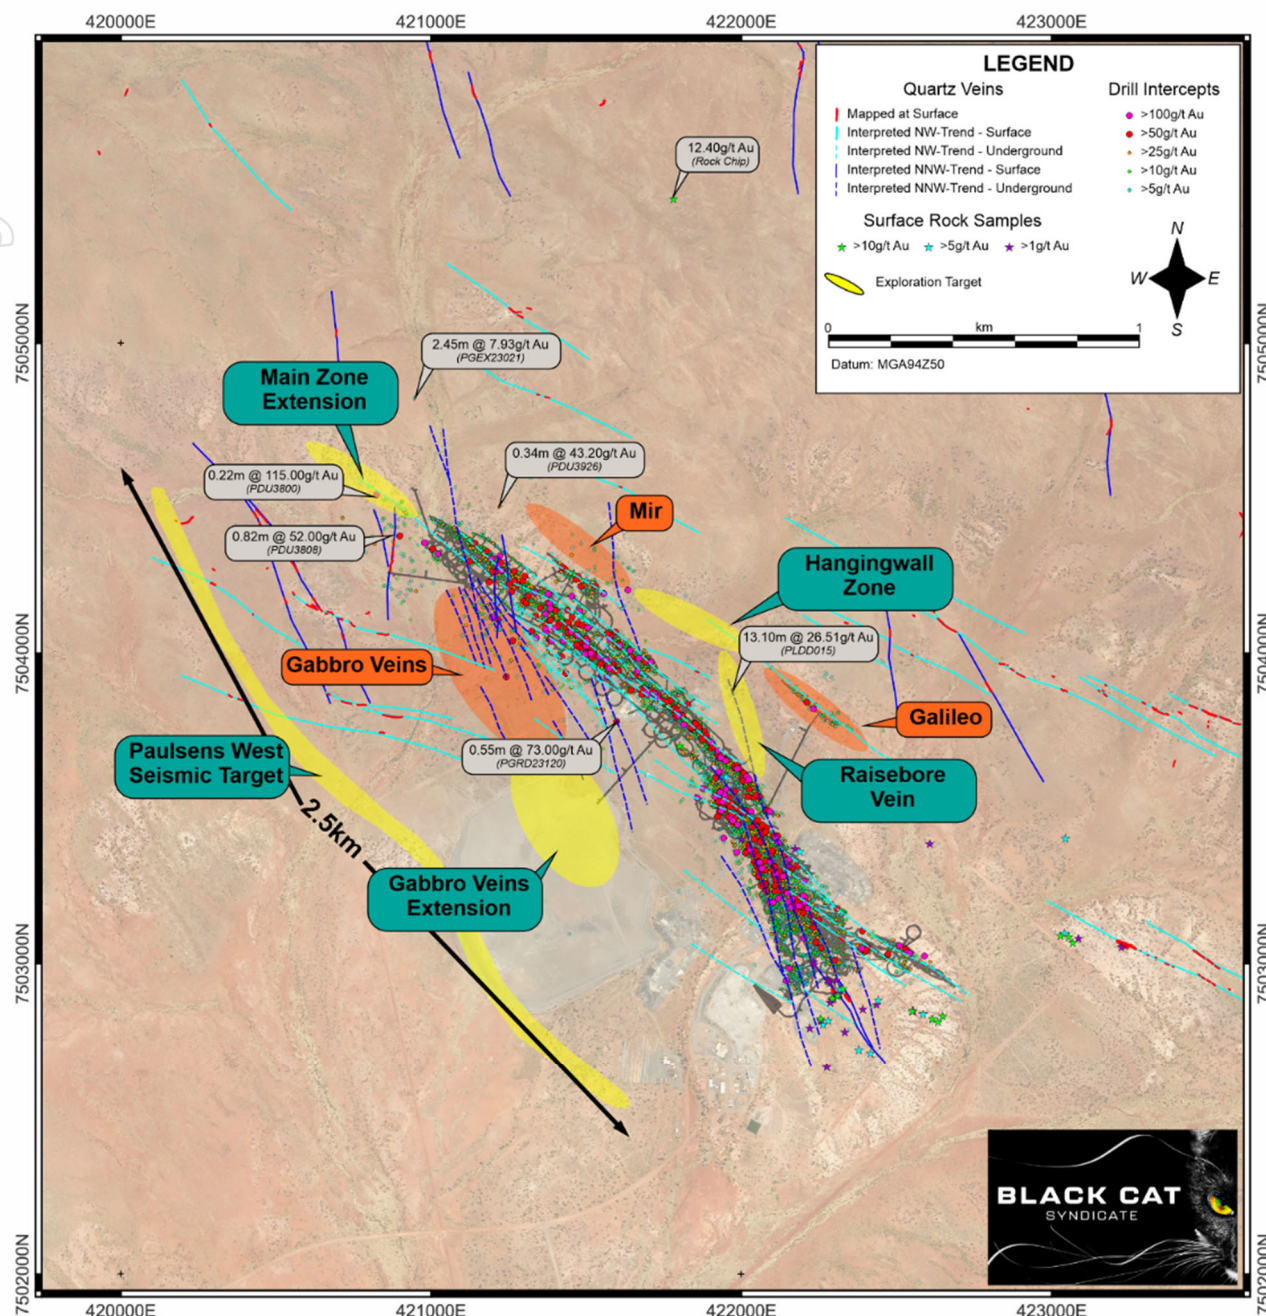 420000E 421000E 422000E 423000E
LEGEND
Quartz Veins
Mapped at Surface
Interpreted NW-Trend - Surface
Interpreted NW-Trend - Underground
Interpreted NNW-Trend - Surface
Interpreted NNW-Trend - Underground
Drill Intercepts
>100g/t Au
>50g/t Au
>25g/t Au
>10g/t Au
>5g/t Au
Surface Rock Samples
>10g/t Au >5g/t Au >1g/t Au
Exploration Target
N
W E
S
0 km 1
Datum: MGA94Z50
12.40g/t Au
(Rock Chip)
7505000N
7505000N
2.45m @ 7.93g/t Au
(PGEX23021)
Main Zone
Extension
0.34m @ 43.20g/t Au
(PDU3926)
0.22m @ 115.00g/t Au
(PDU3800)
Mir
0.82m @ 52.00g/t Au
(PDU3808)
Hangingwall
Zone
13.10m @ 26.51g/t Au
(PLDD015)
7504000N
7504000N
Gabbro Veins
Galileo
0.55m @ 73.00g/t Au
(PGRD23120)
Paulsens West
Seismic Target
Raisebore
Vein
2.5km
Gabbro Veins
Extension
7503000N
7503000N
BLACK CAT
SYNDICATE
7502000N
7502000N
420000E 421000E 422000E 423000E